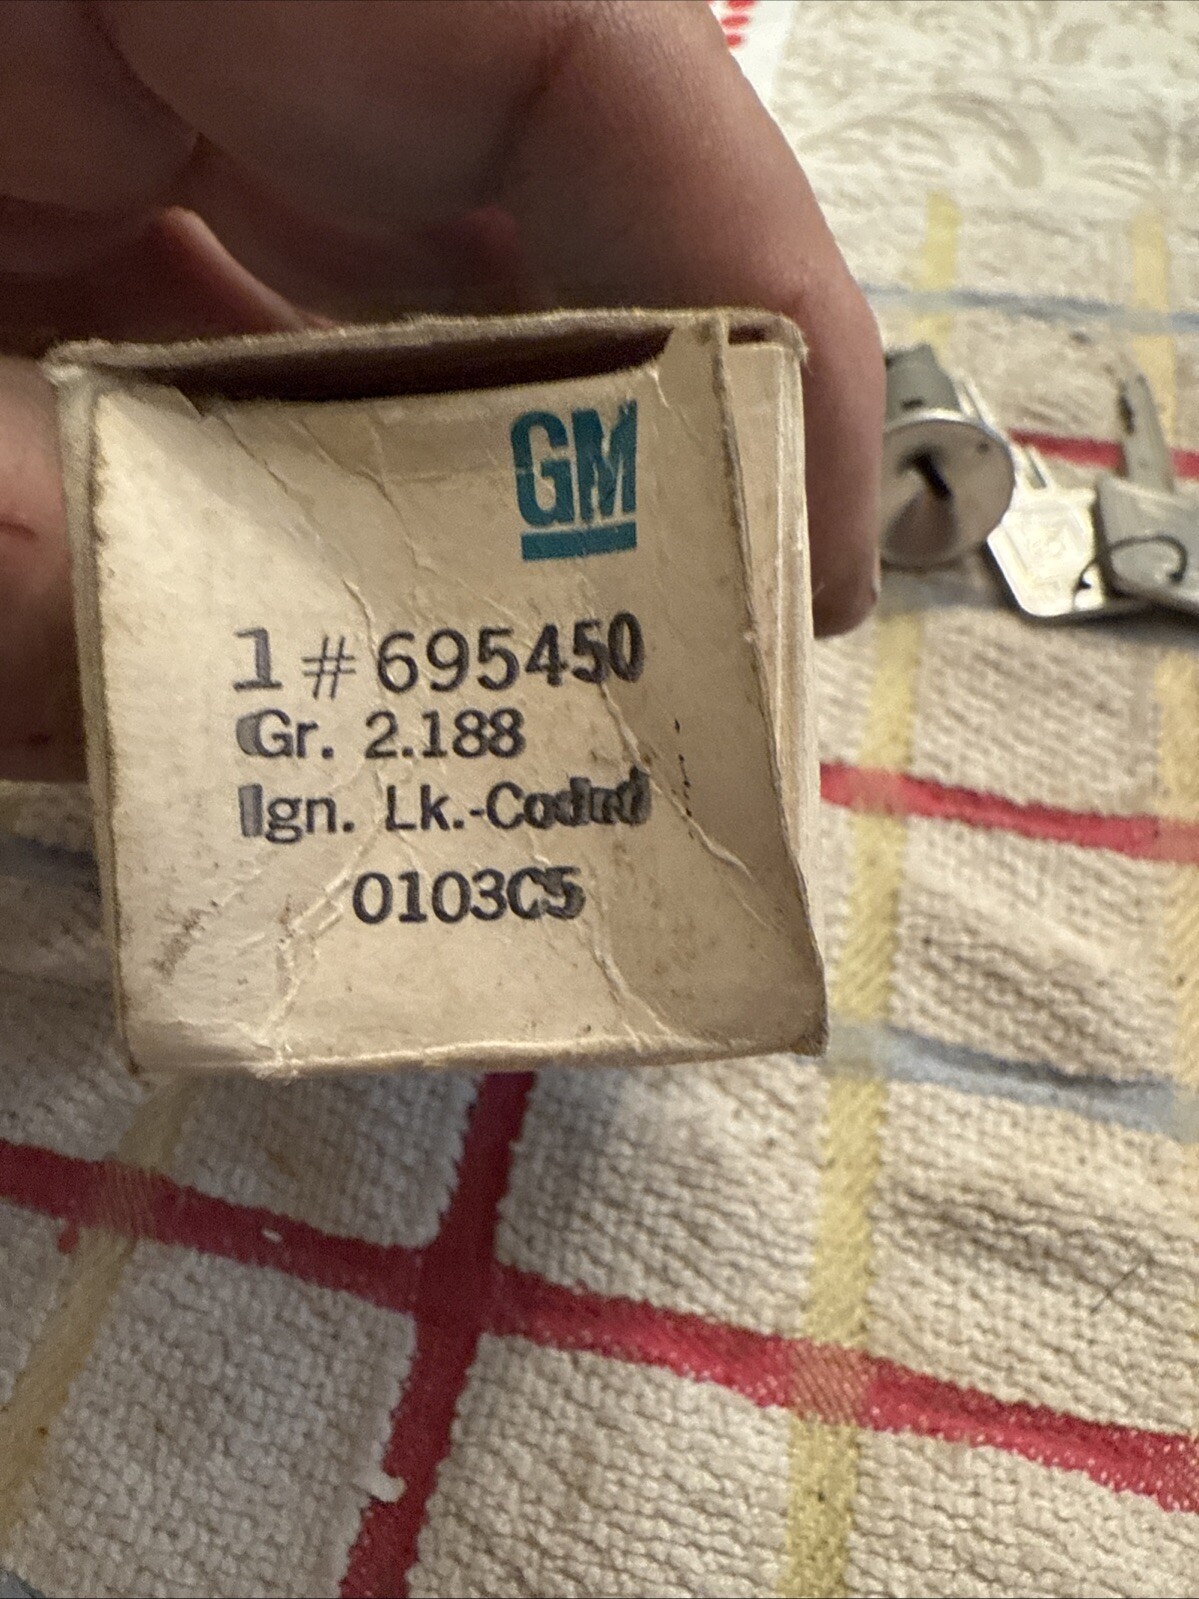 GM
1 # 695450
Gr. 2.188
Ign. Lk.-Coded
0103C5